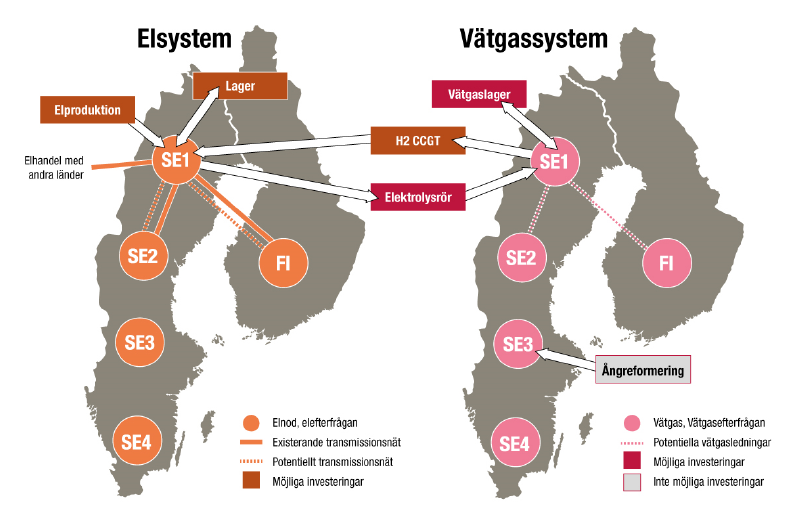 Elsystem
Vätgassystem
Lager
Elproduktion
Vätgaslager
H2 CCGT
Elhandel med
andra länder
SE1
SE1
Elektrolysrör
SE2
FI
SE2
FI
SE3
SE3
Ångreformering
SE4
SE4
Elnod, elefterfrågan
Existerande transmissionsnät
Potentiellt transmissionsnät
Möjliga investeringar
Vätgas, Vätgasefterfrågan
Potentiella vätgasledningar
Möjliga investeringar
Inte möjliga investeringar